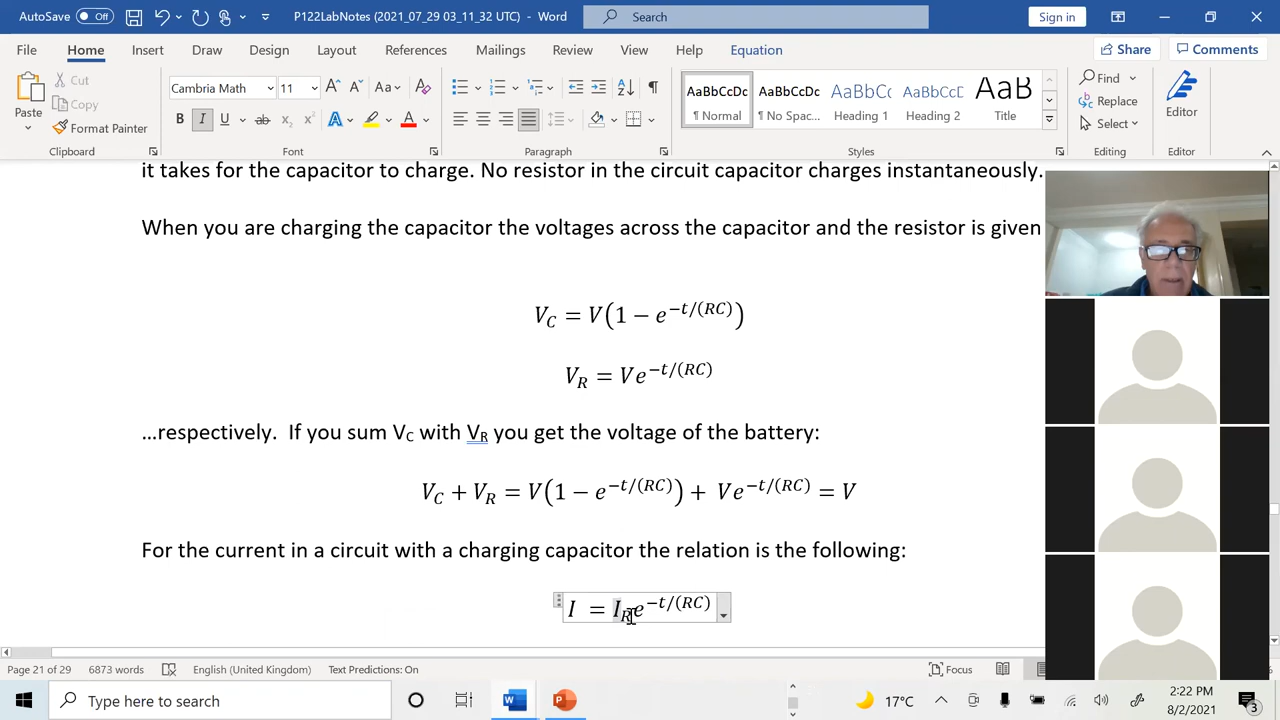 AutoSave Off P122LabNotes (2021_07_29 03_11_32 UTC) - Word Search Sign in
File Home Insert Draw Design Layout References Mailings Review View Help Equation Share Comments
Paste Cut Copy Format Painter
Cambria Math 11 A A Aa A
B I U ab x₂ x² A A
AaBbCcDc AaBbCcDc AaBbCc AaBbCcD AaB
¶ Normal ¶ No Spac... Heading 1 Heading 2 Title
Find Replace Select Editor
Clipboard Font Paragraph Styles Editing Editor
it takes for the capacitor to charge. No resistor in the circuit capacitor charges instantaneously.
When you are charging the capacitor the voltages across the capacitor and the resistor is given
V_C = V(1 − e^{−t/(RC)})
V_R = Ve^{−t/(RC)}
...respectively. If you sum V_C with V_R you get the voltage of the battery:
V_C + V_R = V(1 − e^{−t/(RC)}) + Ve^{−t/(RC)} = V
For the current in a circuit with a charging capacitor the relation is the following:
I = I_R e^{−t/(RC)}
Page 21 of 29 6873 words English (United Kingdom) Text Predictions: On Focus
Type here to search 17°C 2:22 PM
8/2/2021 3